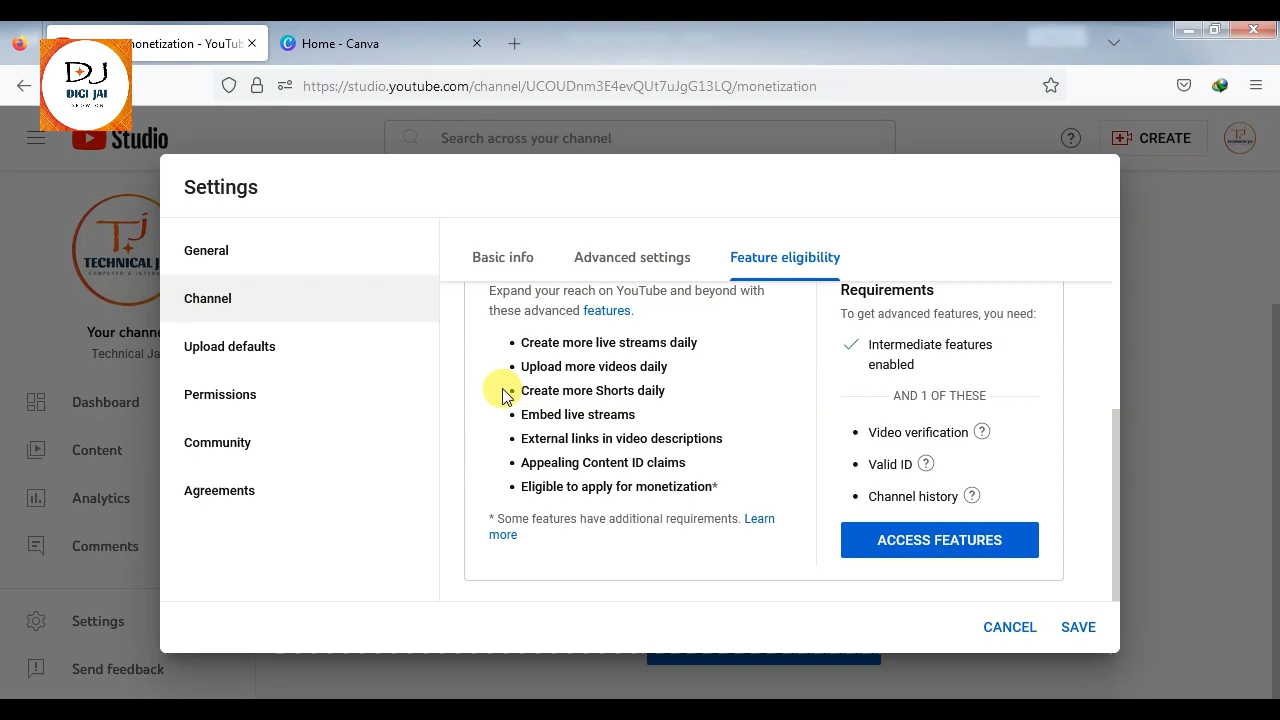 monetization - YouTub
Home - Canva
DJ
DIGI JAI
https://studio.youtube.com/channel/UCOUDnm3E4evQUt7uJgG13LQ/monetization
Studio
Search across your channel
CREATE
TJ
TECHNICAL J
Your chann
Technical Ja
Dashboard
Content
Analytics
Comments
Settings
Send feedback
Settings
General
Channel
Upload defaults
Permissions
Community
Agreements
Basic info
Advanced settings
Feature eligibility
Expand your reach on YouTube and beyond with
these advanced features.
• Create more live streams daily
• Upload more videos daily
• Create more Shorts daily
• Embed live streams
• External links in video descriptions
• Appealing Content ID claims
• Eligible to apply for monetization*
* Some features have additional requirements. Learn
more
Requirements
To get advanced features, you need:
Intermediate features
enabled
AND 1 OF THESE
• Video verification
• Valid ID
• Channel history
ACCESS FEATURES
CANCEL
SAVE